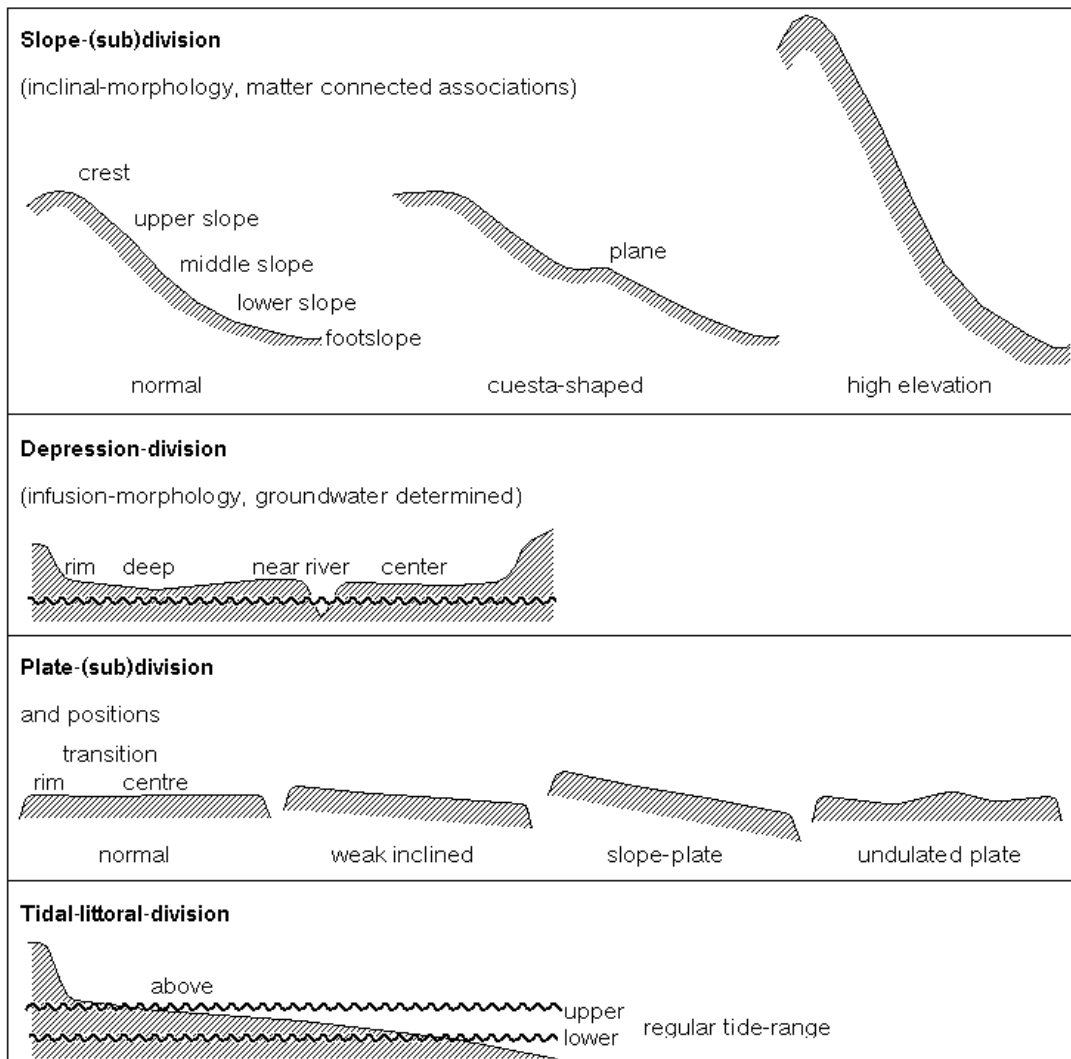 Slope-(sub)division
(inclinal-morphology, matter connected associations)
crest
upper slope
middle slope
lower slope
footslope
normal
plane
cuesta-shaped
high elevation
Depression-division
(infusion-morphology, groundwater determined)
rim deep near river center
Plate-(sub)division
and positions
transition
rim centre
normal weak inclined slope-plate undulated plate
Tidal-littoral-division
above
upper
lower regular tide-range